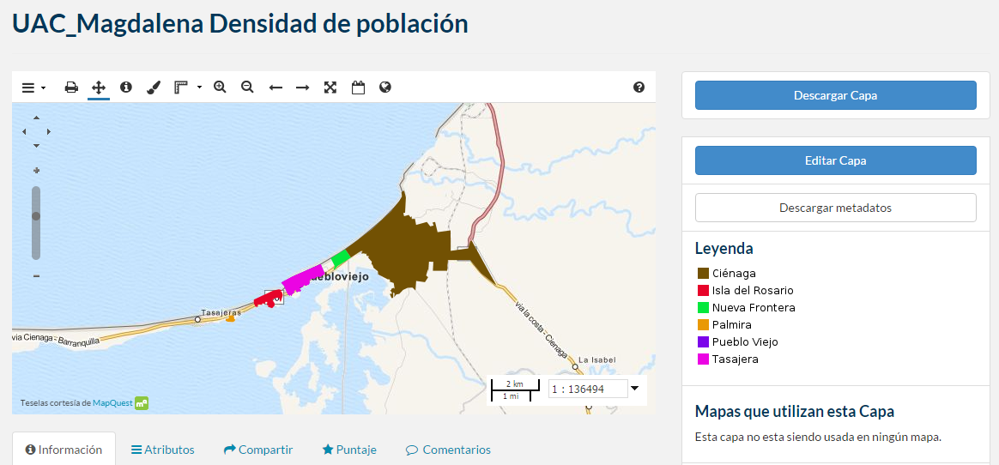 UAC_Magdalena Densidad de población
Descargar Capa
Editar Capa
Descargar metadatos
Leyenda
Ciénaga
Isla del Rosario
Nueva Frontera
Palmira
Pueblo Viejo
Tasajera
uebloviejo
Tasajeras
via Cienaga - Barranquilla
via la costa - Cienaga
La Isabel
2 km
1 mi
1 : 136494
Teselas cortesía de MapQuest
Mapas que utilizan esta Capa
Esta capa no esta siendo usada en ningún mapa.
Información
Atributos
Compartir
Puntaje
Comentarios